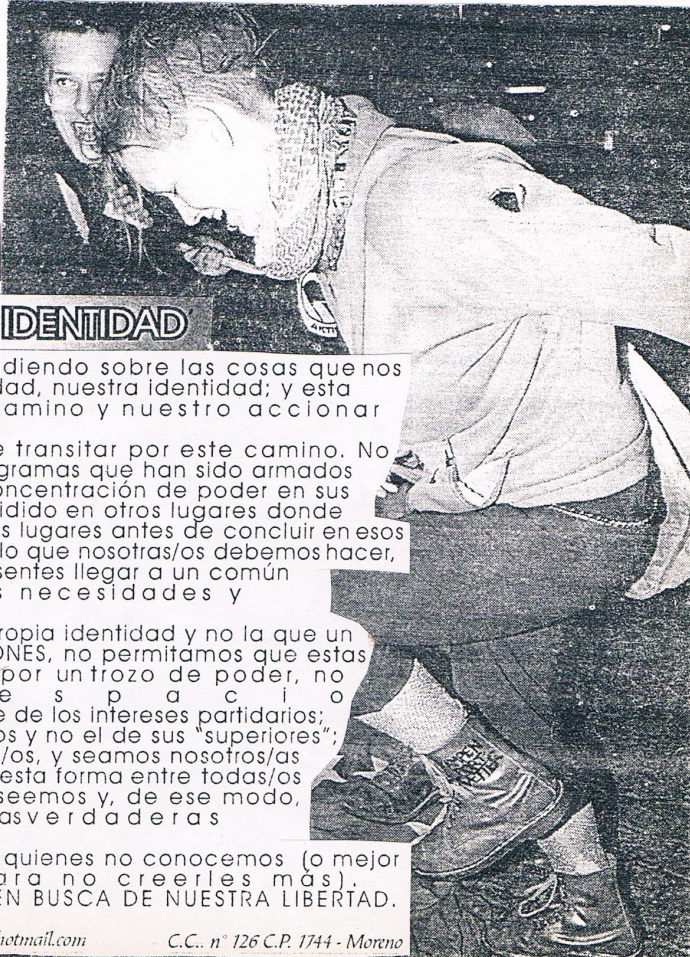 AKTI
IDENTIDAD
diendo sobre las cosas que nos
dad, nuestra identidad; y esta
amino y nuestro accionar
e transitar por este camino. No
gramas que han sido armados
oncentración de poder en sus
idido en otros lugares donde
s lugares antes de concluir en esos
lo que nosotras/os debemos hacer,
sentes llegar a un común
s necesidades y
ropia identidad y no la que un
ONES, no permitamos que estas
por un trozo de poder, no
e s p a c i o
e de los intereses partidarios;
os y no el de sus "superiores";
/os, y seamos nosotros/as
esta forma entre todas/os
seemos y, de ese modo,
as verdaderas
quienes no conocemos (o mejor
ara no creerles más).
EN BUSCA DE NUESTRA LIBERTAD.
hotmail.com
C.C.. n° 126 C.P. 1744 - Moreno